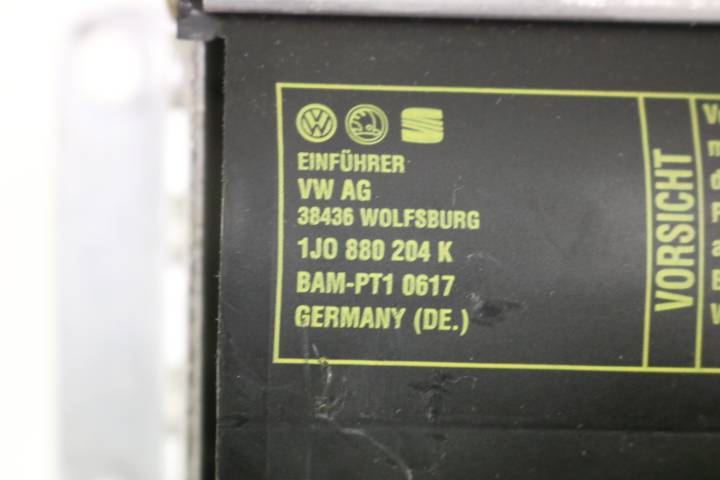 EINFÜHRER
VW AG
38436 WOLFSBURG
1J0 880 204 K
BAM-PT1 0617
GERMANY (DE.)
VORSICHT